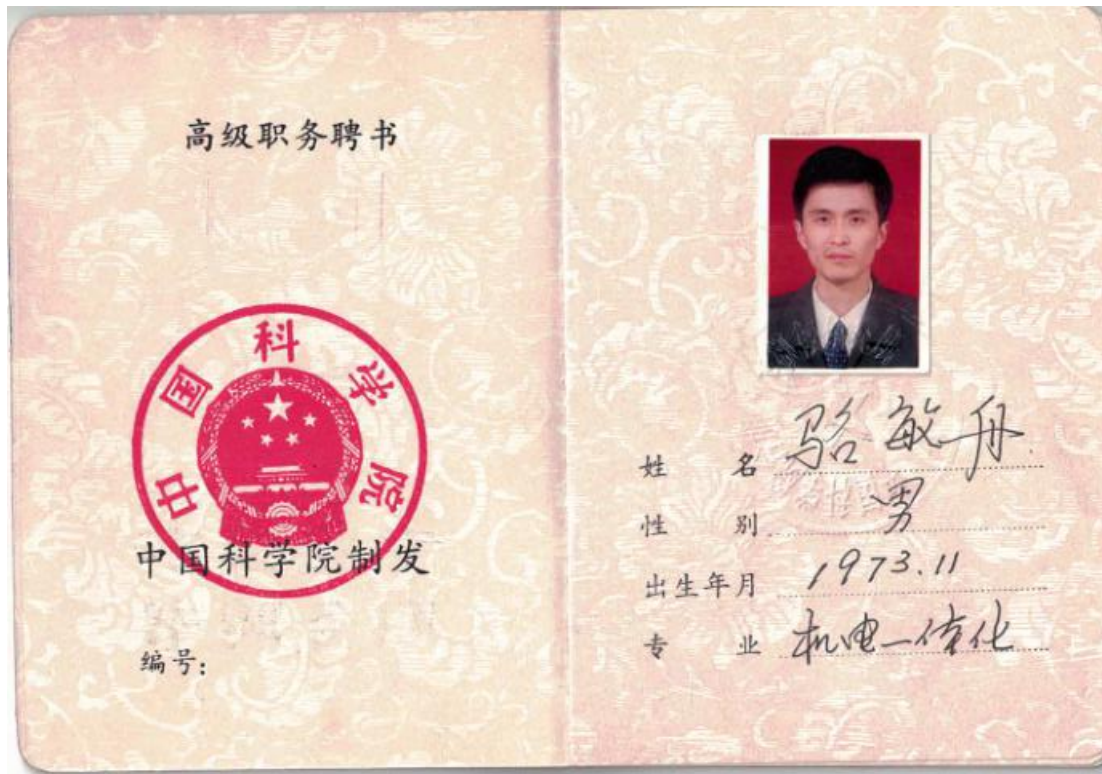 高级职务聘书
中国科学院
中国科学院制发
编号：
姓名 骆敏舟
性别 男
出生年月 1973.11
专业 机电一体化